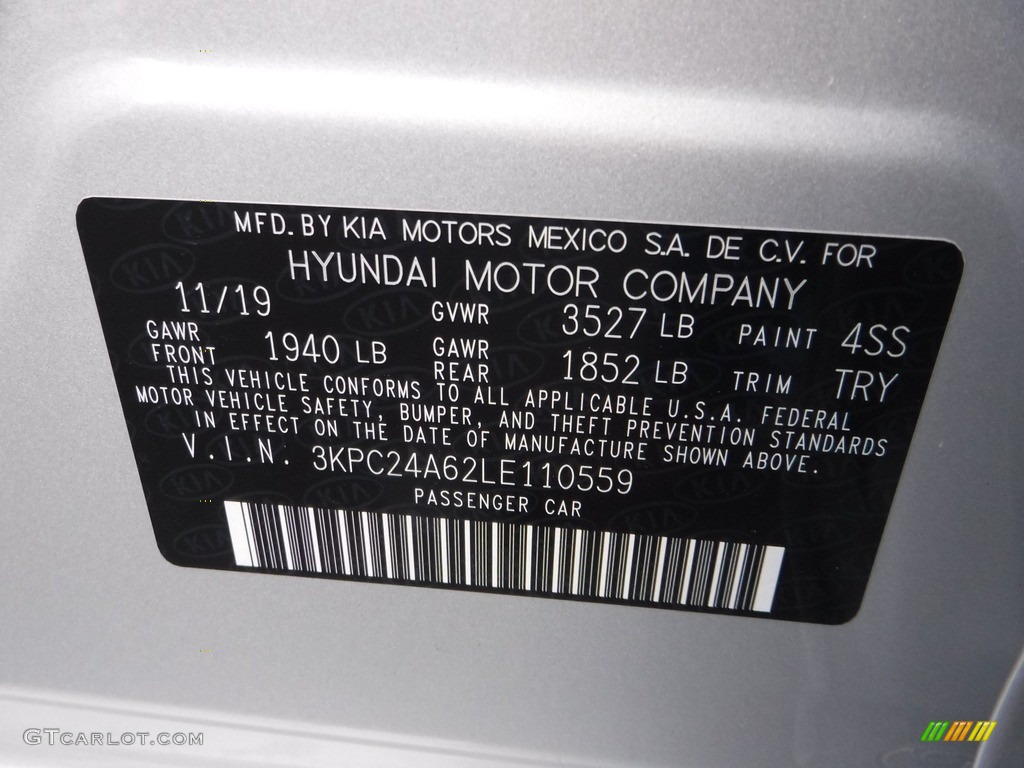 MFD. BY KIA MOTORS MEXICO S.A. DE C.V. FOR
HYUNDAI MOTOR COMPANY
11/19 GVWR 3527 LB PAINT 4SS
GAWR FRONT 1940 LB GAWR REAR 1852 LB TRIM TRY
THIS VEHICLE CONFORMS TO ALL APPLICABLE U.S.A. FEDERAL
MOTOR VEHICLE SAFETY, BUMPER, AND THEFT PREVENTION STANDARDS
IN EFFECT ON THE DATE OF MANUFACTURE SHOWN ABOVE.
V.I.N. 3KPC24A62LE110559
PASSENGER CAR
GTCARLOT.COM